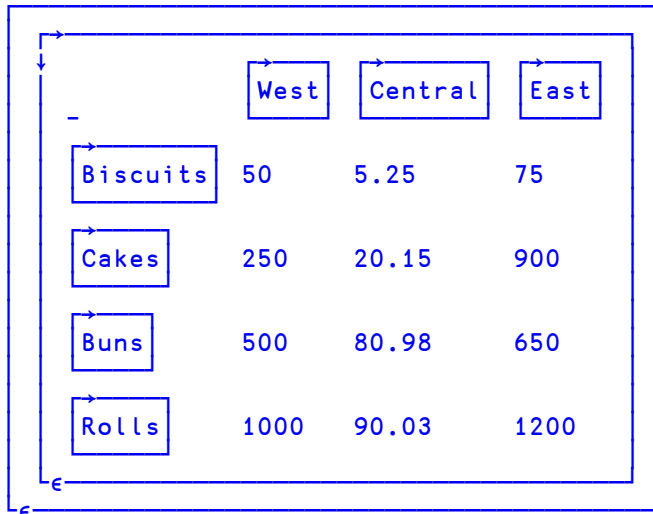 West Central East
Biscuits 50 5.25 75
Cakes 250 20.15 900
Buns 500 80.98 650
Rolls 1000 90.03 1200